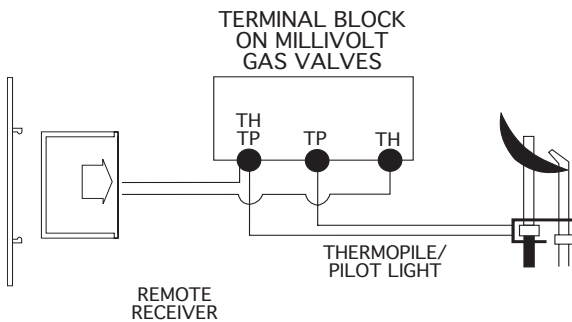 TERMINAL BLOCK
ON MILLIVOLT
GAS VALVES
TH
TP
TP
TH
THERMOPILE/
PILOT LIGHT
REMOTE
RECEIVER